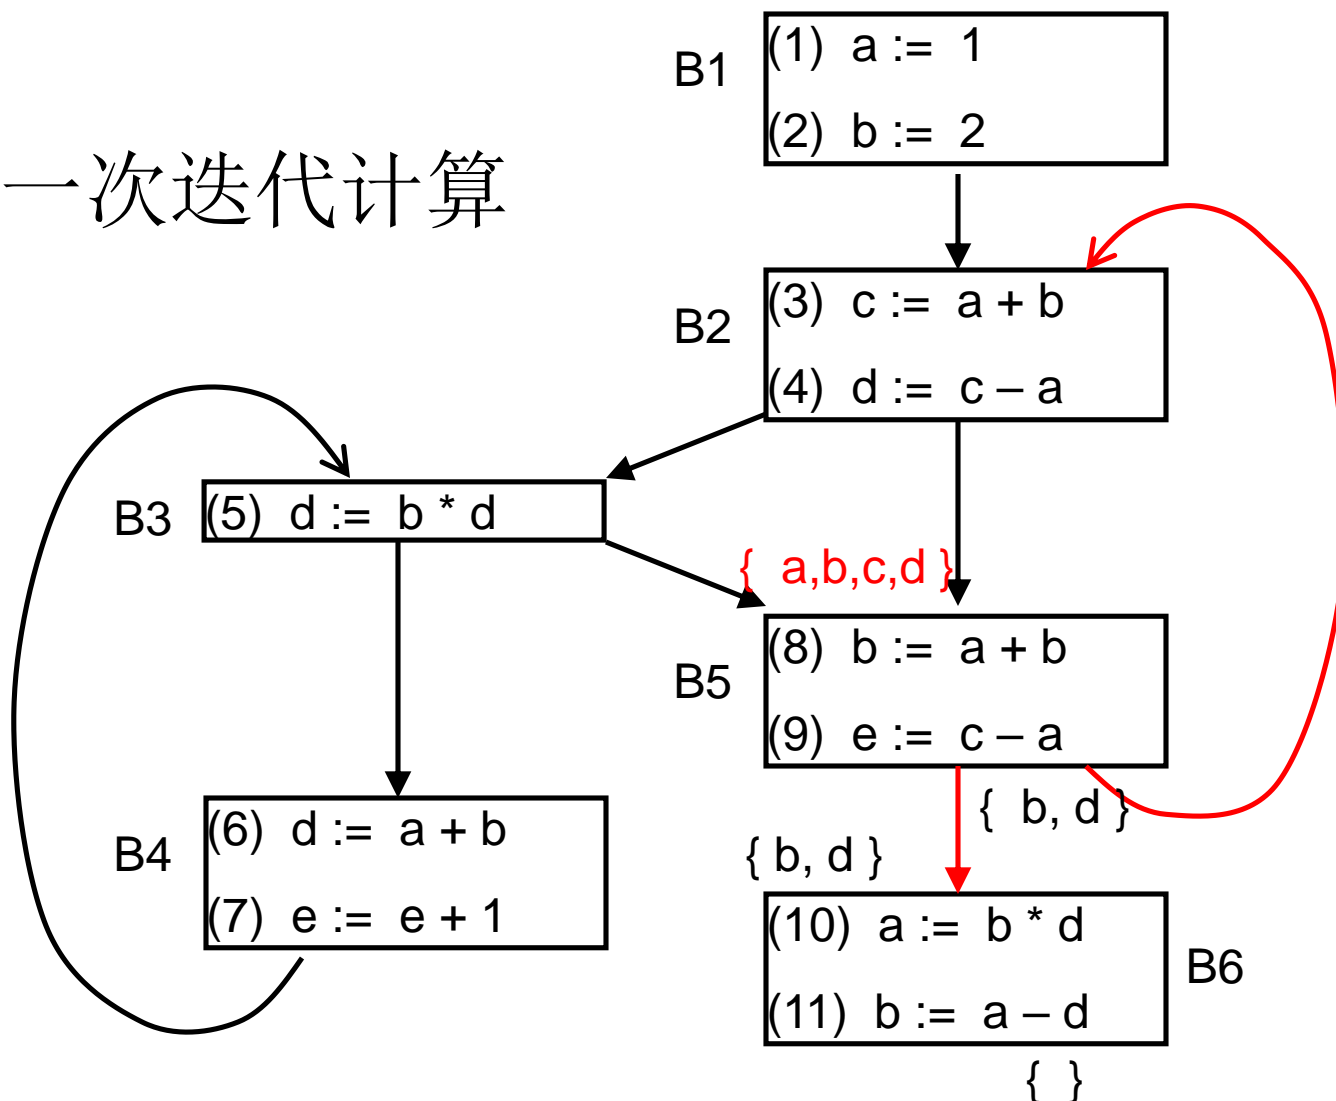 一次迭代计算
B1
(1) a := 1
(2) b := 2
B2
(3) c := a + b
(4) d := c – a
B3
(5) d := b * d
{ a,b,c,d }
B5
(8) b := a + b
(9) e := c – a
{ b, d }
B4
(6) d := a + b
(7) e := e + 1
{ b, d }
(10) a := b * d
(11) b := a – d
B6
{ }